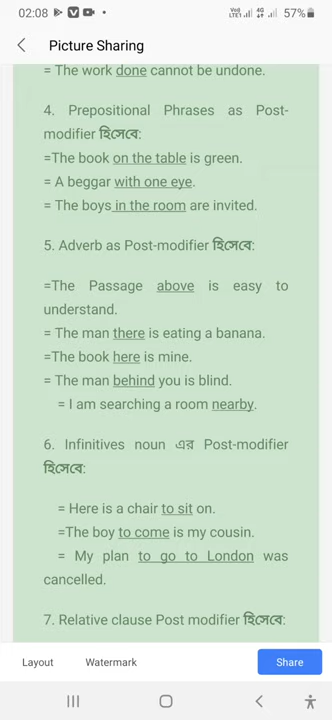 02:08
VoD
LTE1
4G
57%
Picture Sharing
= The work done cannot be undone.
4. Prepositional Phrases as Post-
modifier হিসেবে:
=The book on the table is green.
= A beggar with one eye.
= The boys in the room are invited.
5. Adverb as Post-modifier হিসেবে:
=The Passage above is easy to
understand.
= The man there is eating a banana.
=The book here is mine.
= The man behind you is blind.
= I am searching a room nearby.
6. Infinitives noun এর Post-modifier
হিসেবে:
= Here is a chair to sit on.
=The boy to come is my cousin.
= My plan to go to London was
cancelled.
7. Relative clause Post modifier হিসেবে:
Layout Watermark Share